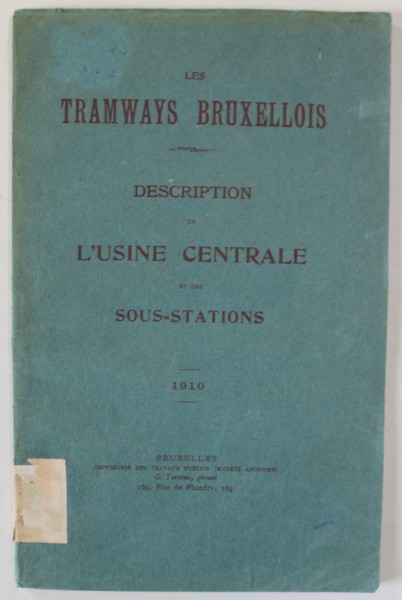 LES
TRAMWAYS BRUXELLOIS
DESCRIPTION
DE
L'USINE CENTRALE
ET DES
SOUS-STATIONS
1910
BRUXELLES
IMPRIMERIE DES TRAVAUX PUBLICS (SOCIÉTÉ ANONYME)
G. gérant
169, Rue de Flandre, 169